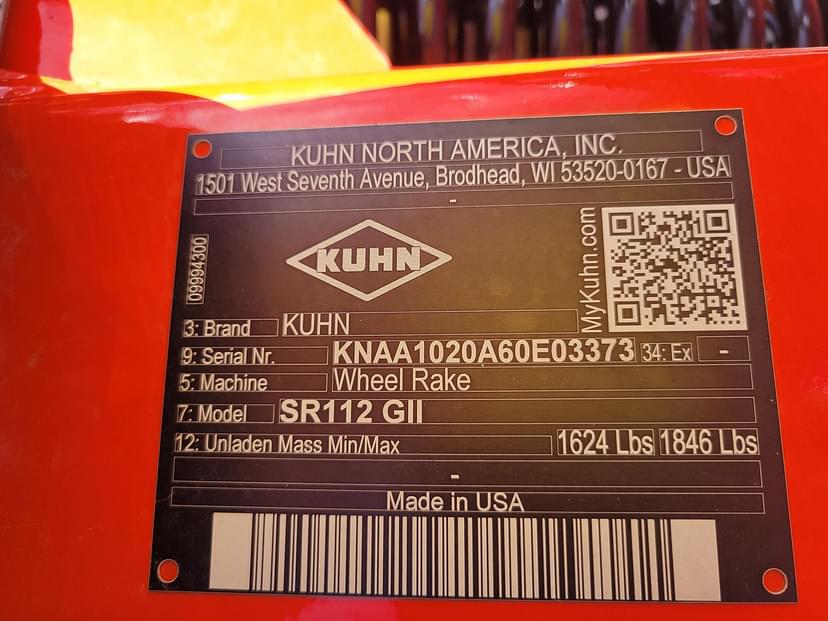 KUHN NORTH AMERICA, INC.
1501 West Seventh Avenue, Brodhead, WI 53520-0167 - USA
-
09994300
KUHN
MyKuhn.com
3: Brand KUHN
9: Serial Nr. KNAA1020A60E03373 34: Ex -
5: Machine Wheel Rake
7: Model SR112 GII
12: Unladen Mass Min/Max 1624 Lbs 1846 Lbs
-
Made in USA